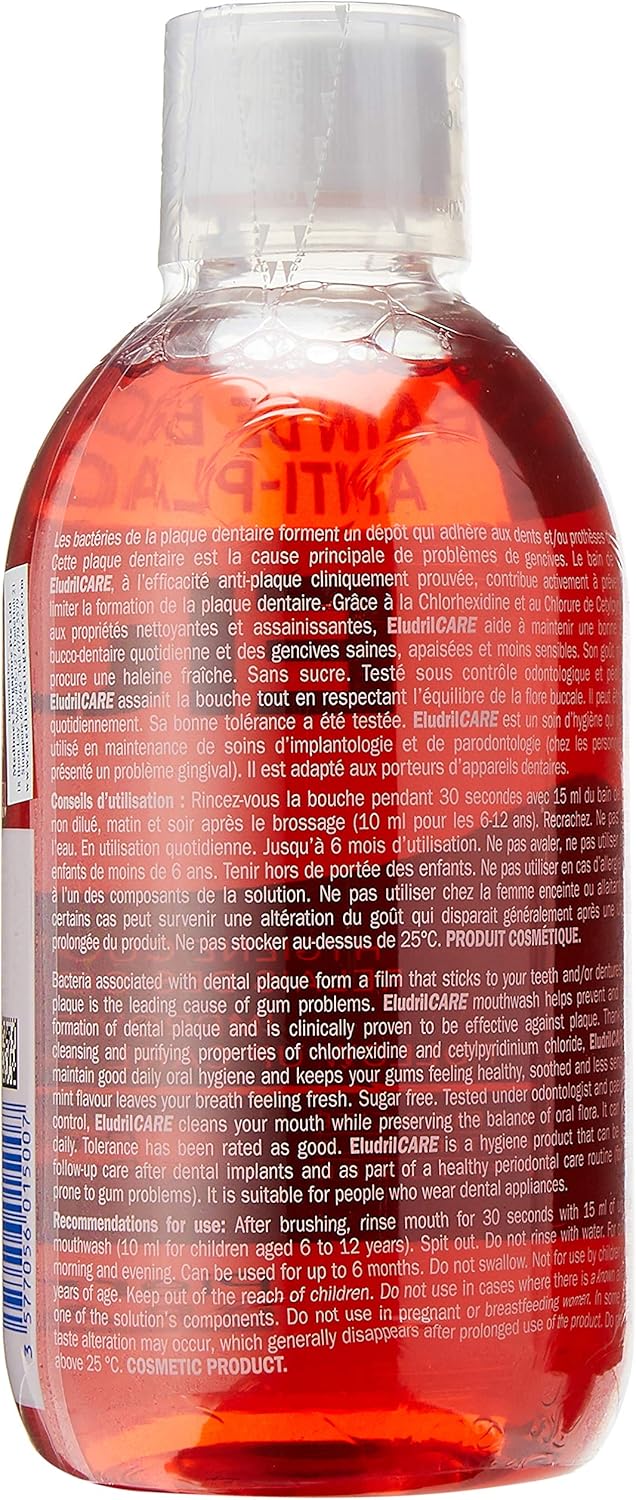 Les bactéries de la plaque dentaire forment un dépôt qui adhère aux dents et/ou prothèses
Cette plaque dentaire est la cause principale de problèmes de gencives. Le bain de
EludrilCARE, à l'efficacité anti-plaque cliniquement prouvée, contribue activement à
limiter la formation de la plaque dentaire. Grâce à la Chlorhexidine et au Chlorure de
aux propriétés nettoyantes et assainissantes, EludrilCARE aide à maintenir une bonne
bucco-dentaire quotidienne et des gencives saines, apaisées et moins sensibles. Son
procure une haleine fraîche. Sans sucre. Testé sous contrôle odontologique et
EludrilCARE assainit la bouche tout en respectant l'équilibre de la flore buccale. Il peut
quotidiennement. Sa bonne tolérance a été testée. EludrilCARE est un soin d'hygiène qui
utilisé en maintenance de soins d'implantologie et de parodontologie (chez les
présenté un problème gingival). Il est adapté aux porteurs d'appareils dentaires.
Conseils d'utilisation : Rincez-vous la bouche pendant 30 secondes avec 15 ml du bain de
non dilué, matin et soir après le brossage (10 ml pour les 6-12 ans). Recrachez. Ne pas
l'eau. En utilisation quotidienne. Jusqu'à 6 mois d'utilisation. Ne pas avaler, ne pas utiliser
enfants de moins de 6 ans. Tenir hors de portée des enfants. Ne pas utiliser en cas
à l'un des composants de la solution. Ne pas utiliser chez la femme enceinte ou
certains cas peut survenir une altération du goût qui disparait généralement après
prolongée du produit. Ne pas stocker au-dessus de 25°C. PRODUIT COSMÉTIQUE.
Bacteria associated with dental plaque form a film that sticks to your teeth and/or
plaque is the leading cause of gum problems. EludrilCARE mouthwash helps prevent and
formation of dental plaque and is clinically proven to be effective against plaque.
cleansing and purifying properties of chlorhexidine and cetylpyridinium chloride,
maintain good daily oral hygiene and keeps your gums feeling healthy, soothed and less
mint flavour leaves your breath feeling fresh. Sugar free. Tested under odontologist and
control, EludrilCARE cleans your mouth while preserving the balance of oral flora. It can
daily. Tolerance has been rated as good. EludrilCARE is a hygiene product that can be
follow-up care after dental implants and as part of a healthy periodontal care routine
prone to gum problems). It is suitable for people who wear dental appliances.
Recommendations for use: After brushing, rinse mouth for 30 seconds with 15 ml of
mouthwash (10 ml for children aged 6 to 12 years). Spit out. Do not rinse with water. For
morning and evening. Can be used for up to 6 months. Do not swallow. Not for use by
years of age. Keep out of the reach of children. Do not use in cases where there is a known
one of the solution's components. Do not use in pregnant or breastfeeding women. In some
taste alteration may occur, which generally disappears after prolonged use of the product. Do
above 25 °C. COSMETIC PRODUCT.
3 577056 015007